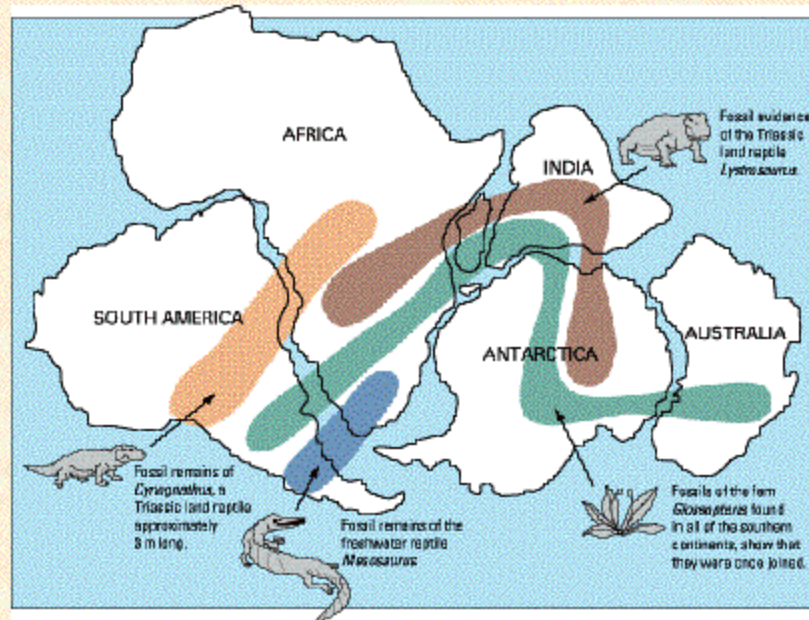 AFRICA
INDIA
Fossil evidence
of the Triassic
land reptile
Lystrosaurus.
SOUTH AMERICA
ANTARCTICA
AUSTRALIA
Fossil remains of
Cynognathus, a
Triassic land reptile
approximately
3 m long.
Fossil remains of the
freshwater reptile
Mesosaurus.
Fossils of the fern
Glossopteris, found
in all of the southern
continents, show that
they were once joined.